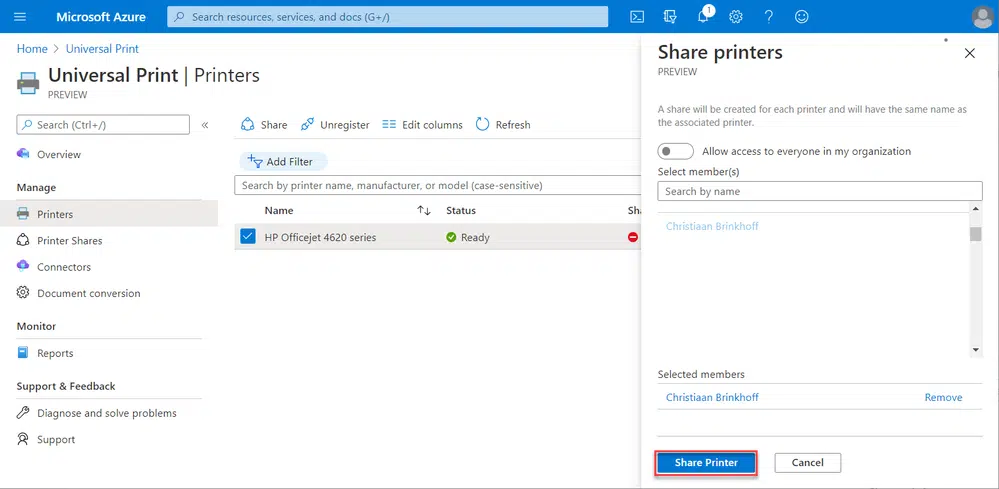 Microsoft Azure
Search resources, services, and docs (G+/)
1
Home > Universal Print
Universal Print | Printers
PREVIEW
Search (Ctrl+/)
«
Overview
Manage
Printers
Printer Shares
Connectors
Document conversion
Monitor
Reports
Support & Feedback
Diagnose and solve problems
Support
Share
Unregister
Edit columns
Refresh
Add Filter
Search by printer name, manufacturer, or model (case-sensitive)
Name ↑↓ Status Sha
HP Officejet 4620 series Ready
Share printers
PREVIEW
A share will be created for each printer and will have the same name as
the associated printer.
Allow access to everyone in my organization
Select member(s)
Search by name
Christiaan Brinkhoff
Selected members
Christiaan Brinkhoff Remove
Share Printer
Cancel